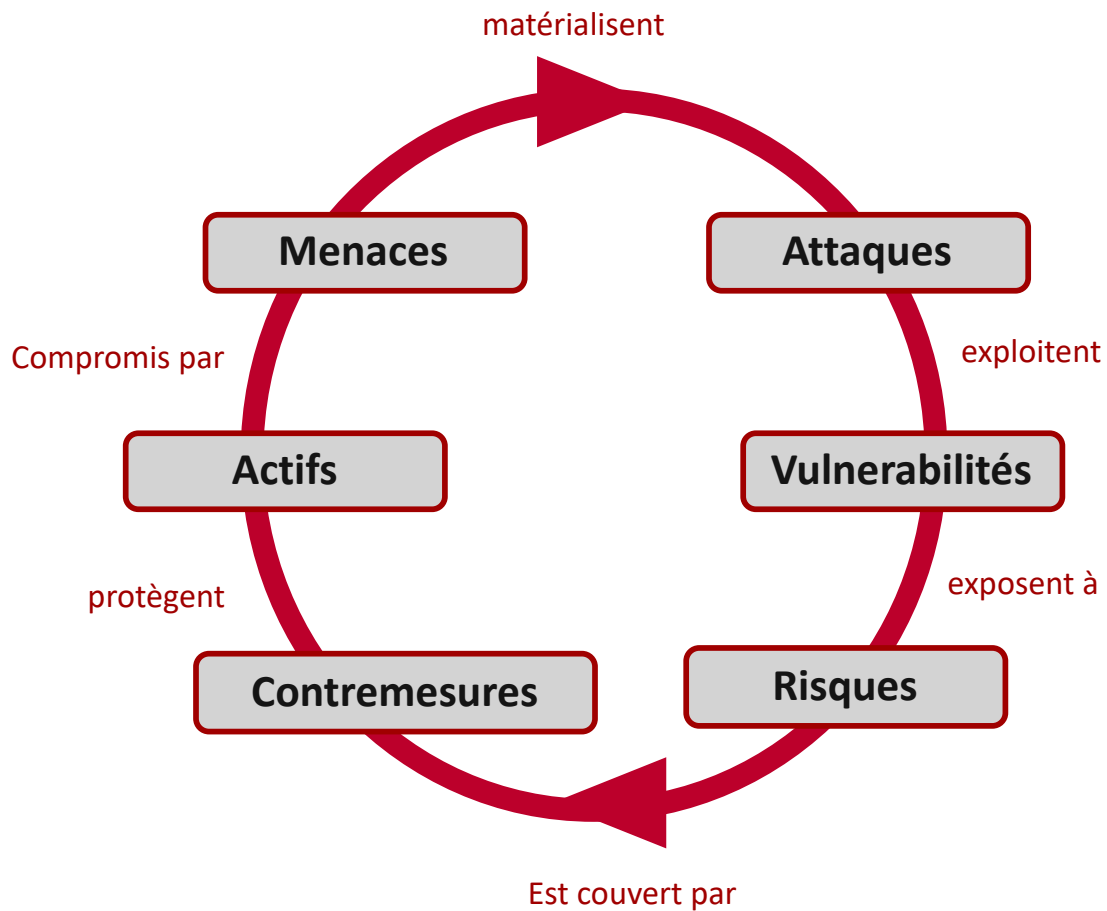 matérialisent
Menaces
Attaques
Compromis par
exploitent
Actifs
Vulnerabilités
protègent
exposent à
Contremesures
Risques
Est couvert par